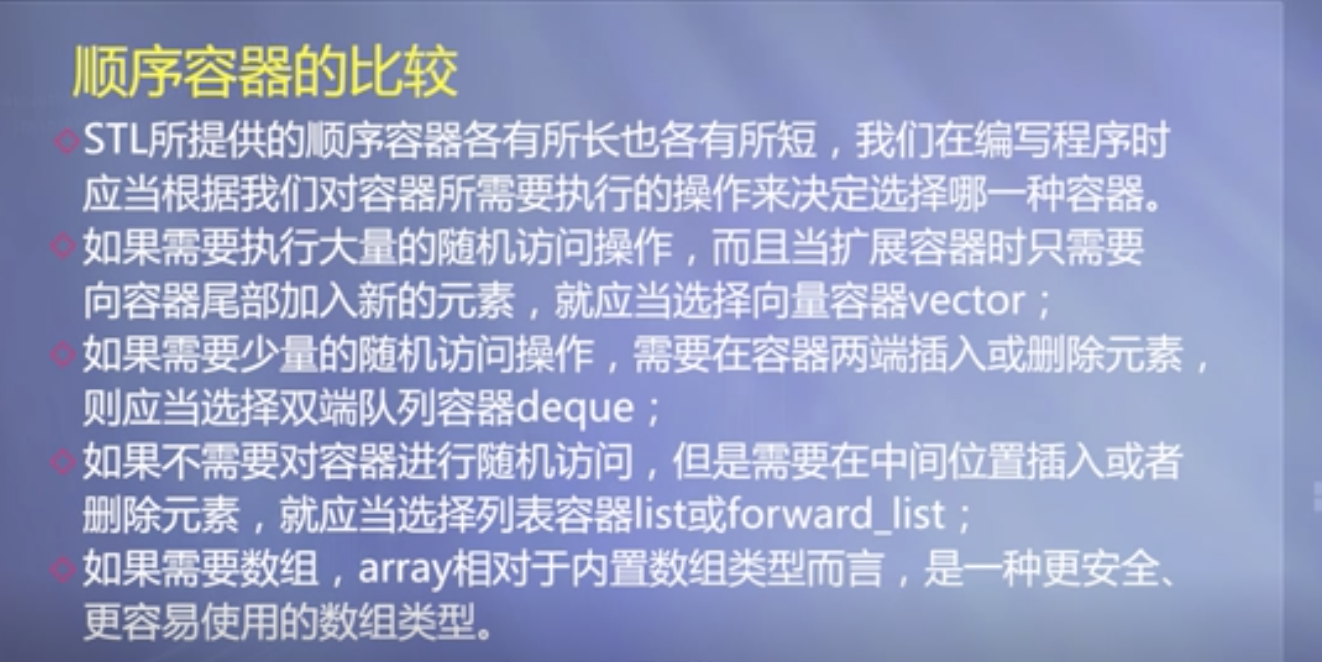 顺序容器的比较
STL所提供的顺序容器各有所长也各有所短，我们在编写程序时
应当根据我们对容器所需要执行的操作来决定选择哪一种容器。
如果需要执行大量的随机访问操作，而且当扩展容器时只需要
向容器尾部加入新的元素，就应当选择向量容器vector；
如果需要少量的随机访问操作，需要在容器两端插入或删除元素，
则应当选择双端队列容器deque；
如果不需要对容器进行随机访问，但是需要在中间位置插入或者
删除元素，就应当选择列表容器list或forward_list；
如果需要数组，array相对于内置数组类型而言，是一种更安全、
更容易使用的数组类型。